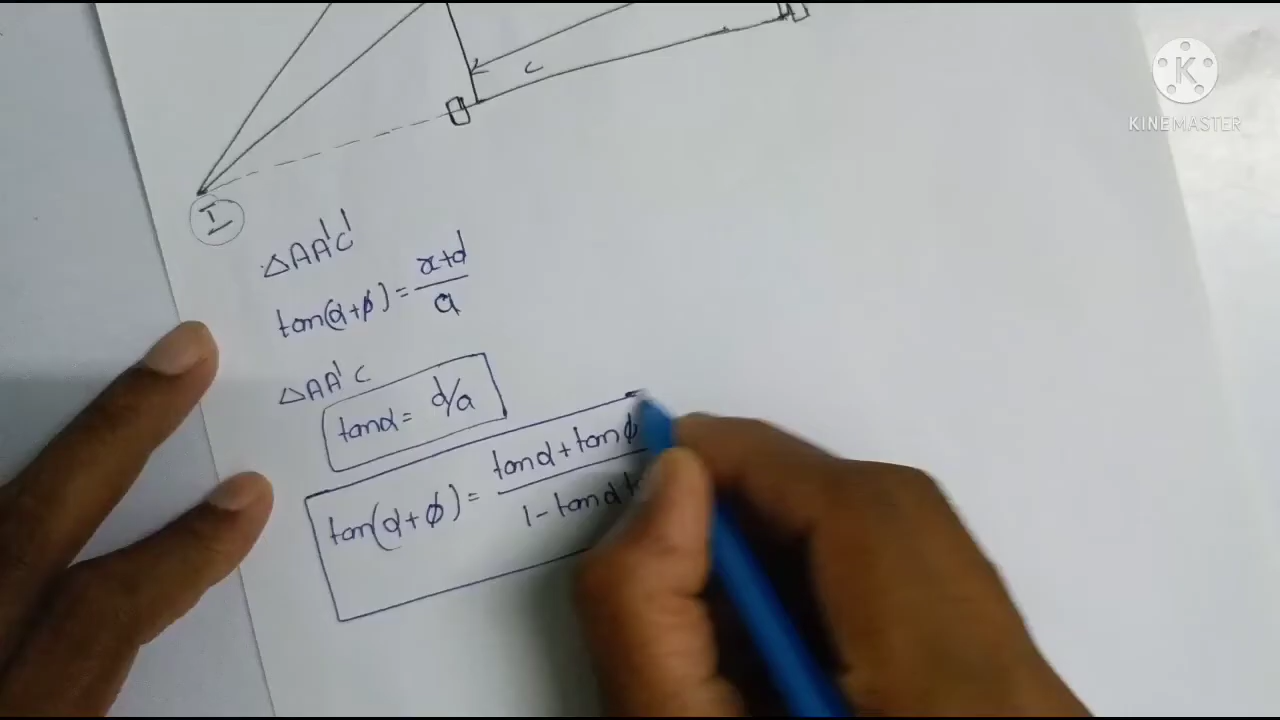 C
KINEMASTER
I
△AA'C'
tan(α+ϕ) = x+d / a
△AA'C
tanα = d/a
tan(α+ϕ) = tanα + tanϕ / 1 - tanα